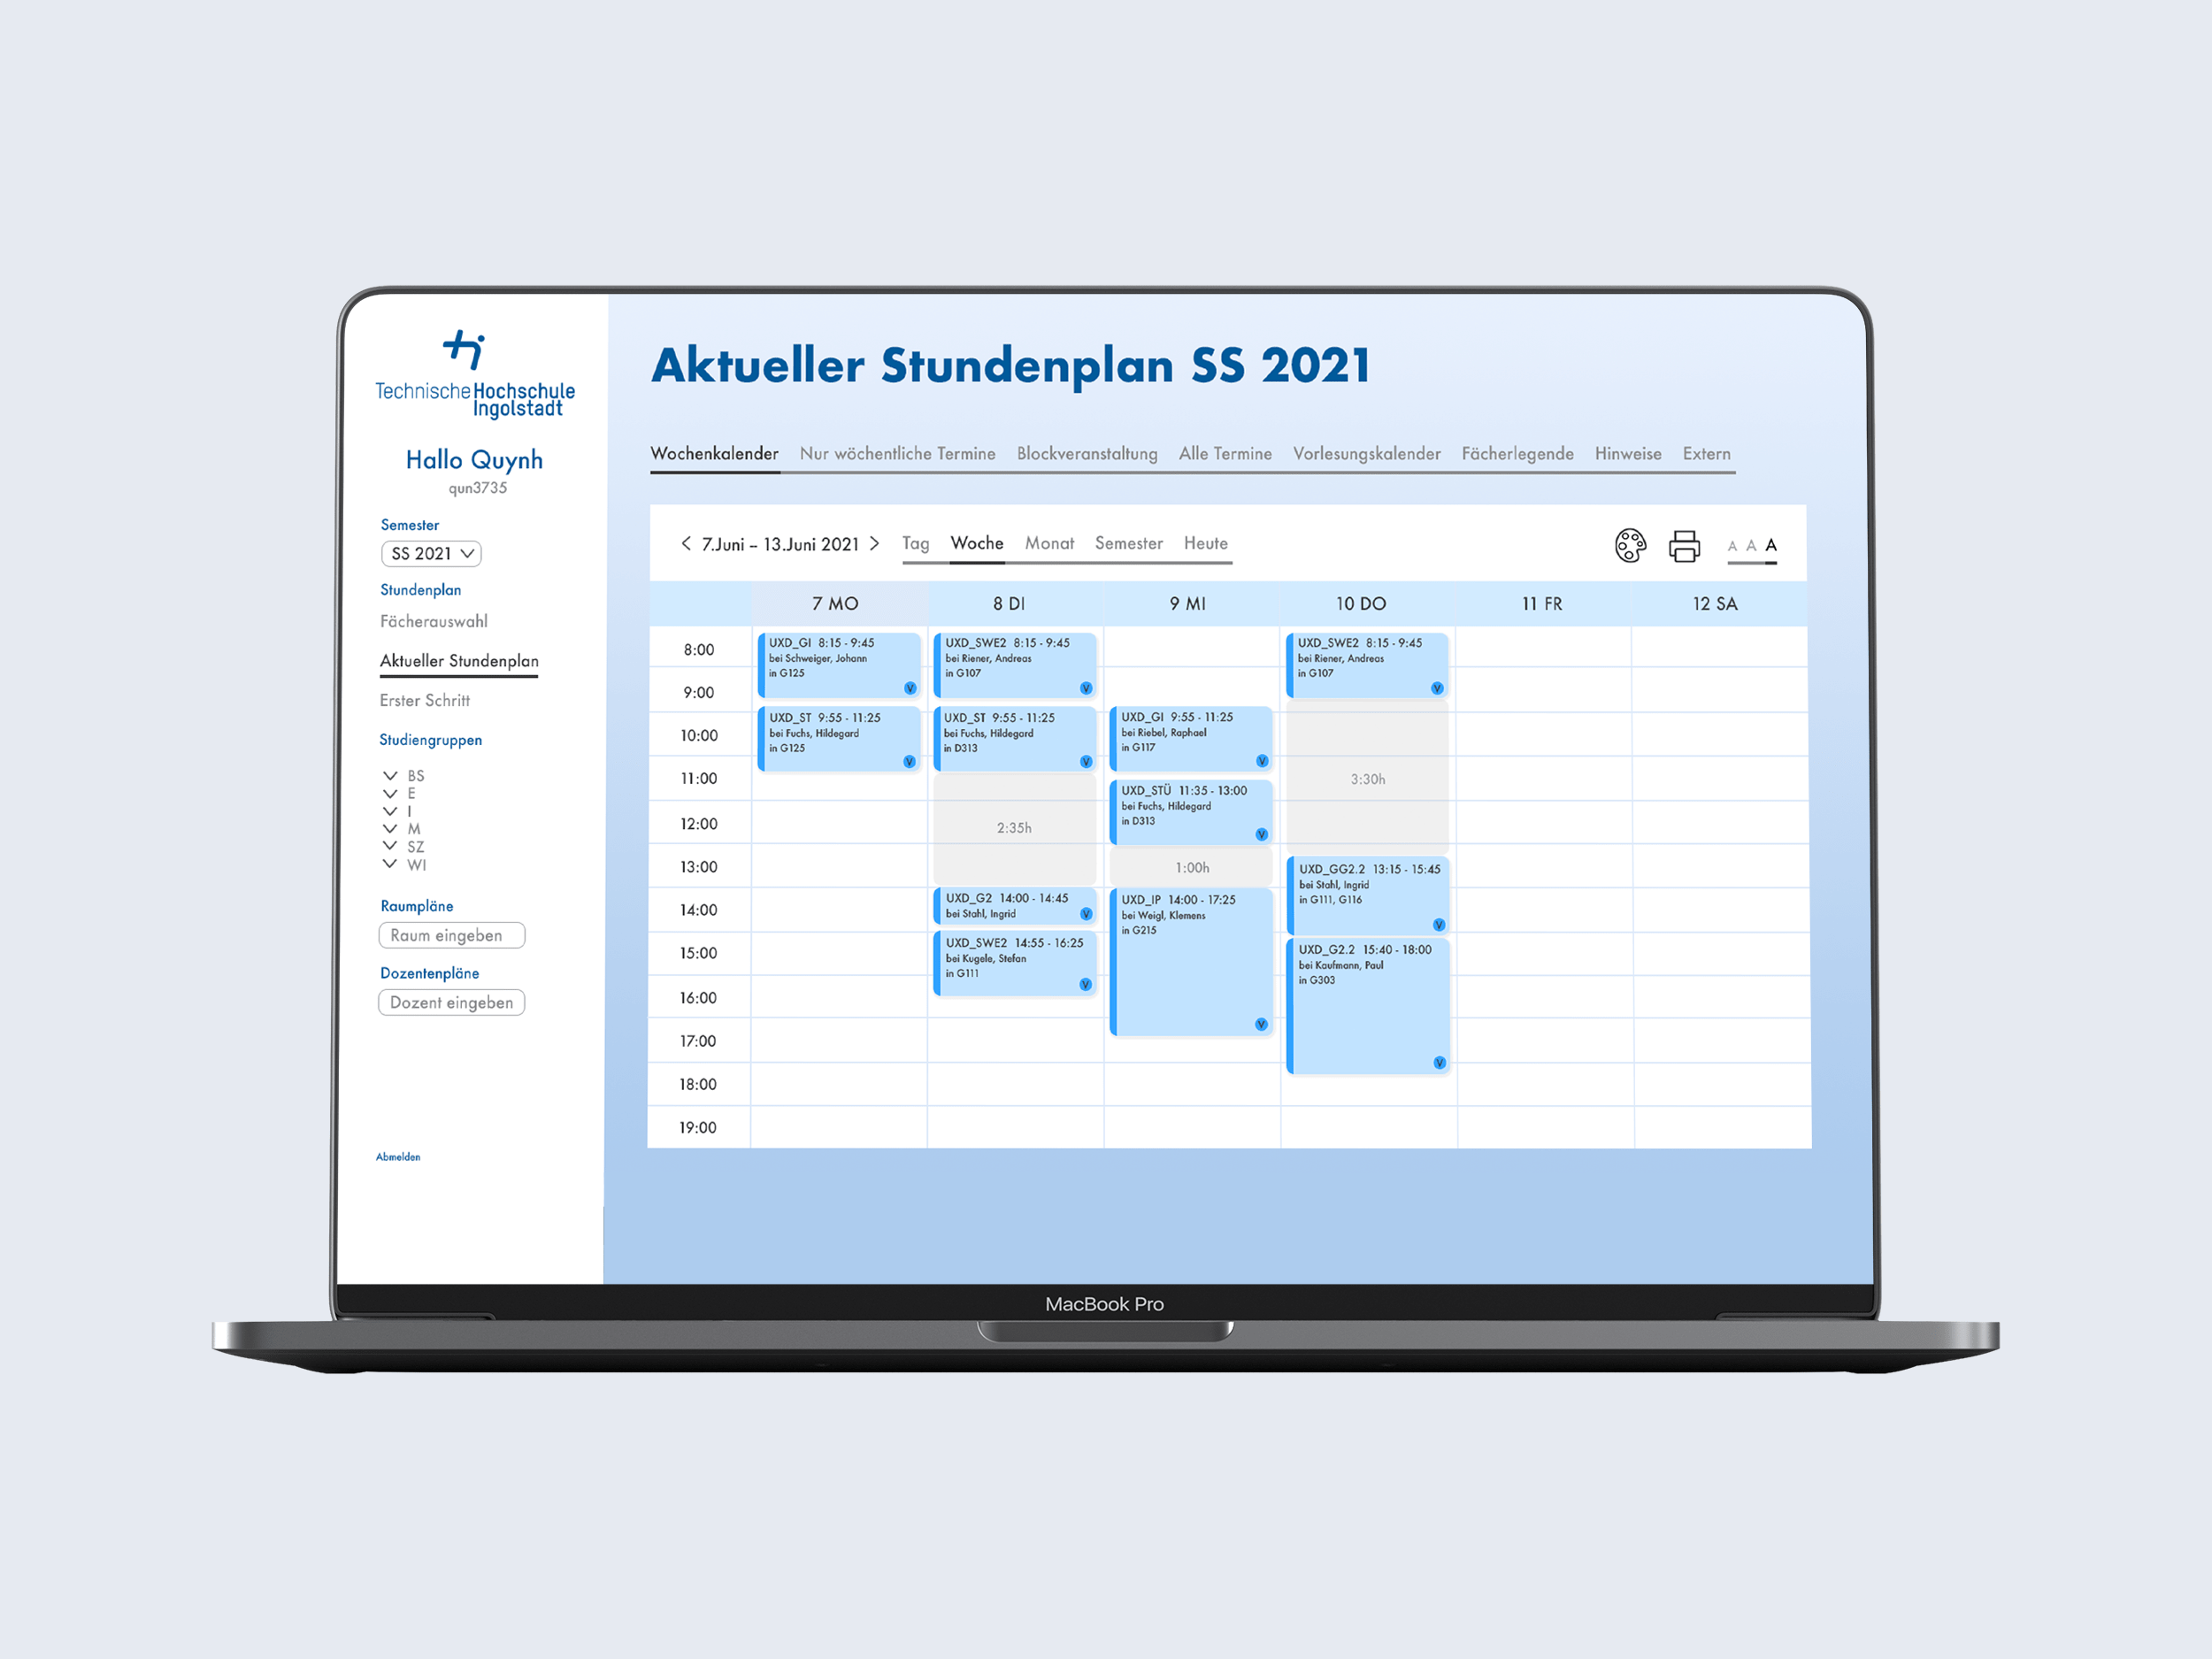 Technische Hochschule
Ingolstadt
Hallo Quynh
qun3735
Semester
SS 2021
Stundenplan
Fächerauswahl
Aktueller Stundenplan
Erster Schritt
Studiengruppen
BS
E
I
M
SZ
WI
Raumpläne
Raum eingeben
Dozentenpläne
Dozent eingeben
Abmelden
Aktueller Stundenplan SS 2021
Wochenkalender Nur wöchentliche Termine Blockveranstaltung Alle Termine Vorlesungskalender Fächerlegende Hinweise Extern
7.Juni – 13.Juni 2021 Tag Woche Monat Semester Heute A A A
7 MO 8 DI 9 MI 10 DO 11 FR 12 SA
8:00
9:00
10:00
11:00
12:00
13:00
14:00
15:00
16:00
17:00
18:00
19:00
UXD_GI 8:15 - 9:45
bei Schweiger, Johann
in G125
V
UXD_ST 9:55 - 11:25
bei Fuchs, Hildegard
in G125
V
UXD_SWE2 8:15 - 9:45
bei Riener, Andreas
in G107
V
UXD_ST 9:55 - 11:25
bei Fuchs, Hildegard
in D313
V
2:35h
UXD_G2 14:00 - 14:45
bei Stahl, Ingrid
V
UXD_SWE2 14:55 - 16:25
bei Kugele, Stefan
in G111
V
UXD_GI 9:55 - 11:25
bei Riebel, Raphael
in G117
V
UXD_STÜ 11:35 - 13:00
bei Fuchs, Hildegard
in D313
V
1:00h
UXD_IP 14:00 - 17:25
bei Weigl, Klemens
in G215
V
UXD_SWE2 8:15 - 9:45
bei Riener, Andreas
in G107
V
3:30h
UXD_GG2.2 13:15 - 15:45
bei Stahl, Ingrid
in G111, G116
V
UXD_G2.2 15:40 - 18:00
bei Kaufmann, Paul
in G303
V
MacBook Pro